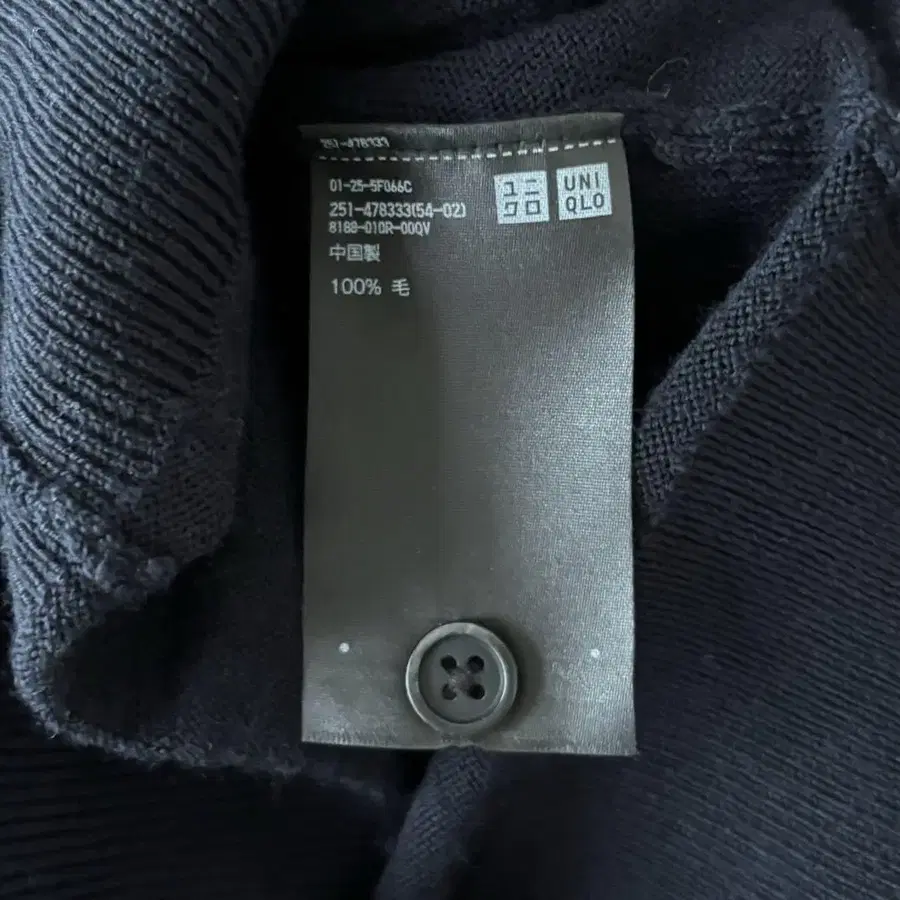 251-478333
01-25-5F066C
251-478333(54-02)
8188-010R-00QV
中国製
100% 毛
ユニ
クロ
UNI
QLO